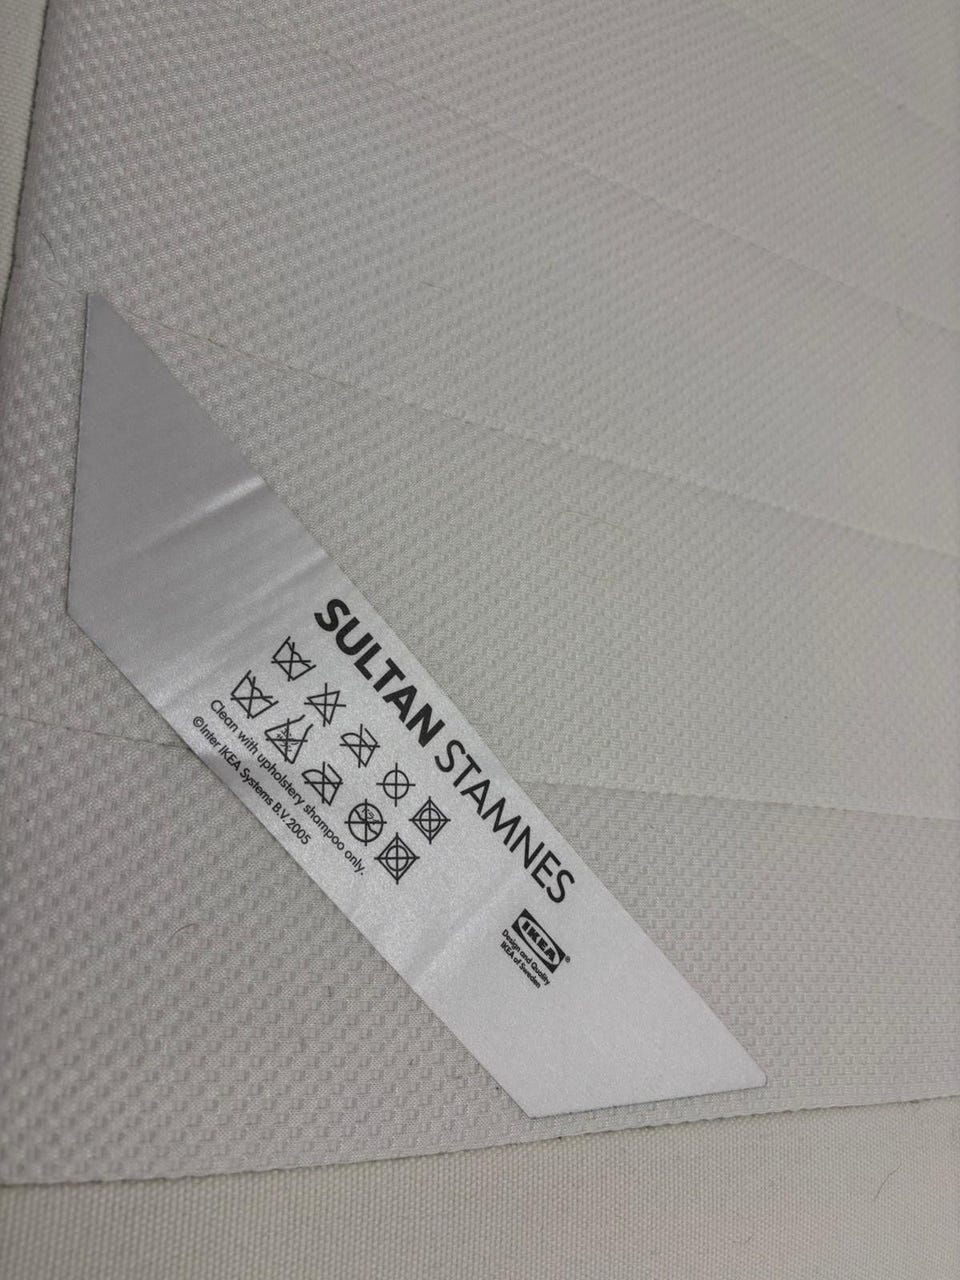 SULTAN STAMNES
Clean with upholstery shampoo only.
©Inter IKEA Systems B.V. 2005
IKEA®
Design and Quality
IKEA of Sweden